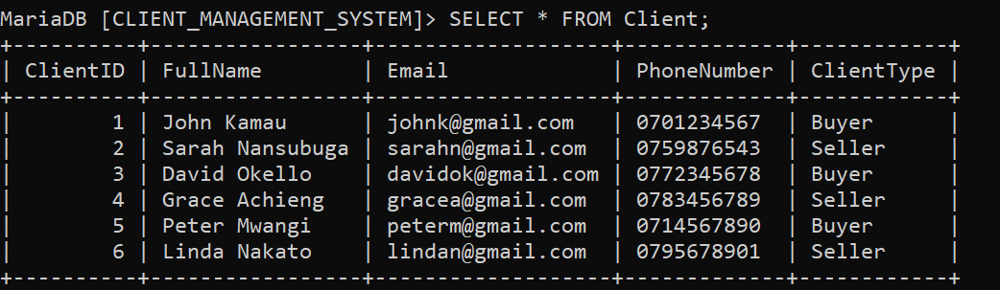 MariaDB [CLIENT_MANAGEMENT_SYSTEM]> SELECT * FROM Client;
+----------+-----------------+-------------------+-------------+------------+
| ClientID | FullName        | Email             | PhoneNumber | ClientType |
+----------+-----------------+-------------------+-------------+------------+
|        1 | John Kamau      | johnk@gmail.com   | 0701234567  | Buyer      |
|        2 | Sarah Nansubuga | sarahn@gmail.com  | 0759876543  | Seller     |
|        3 | David Okello    | davidok@gmail.com | 0772345678  | Buyer      |
|        4 | Grace Achieng   | gracea@gmail.com  | 0783456789  | Seller     |
|        5 | Peter Mwangi    | peterm@gmail.com  | 0714567890  | Buyer      |
|        6 | Linda Nakato    | lindan@gmail.com  | 0795678901  | Seller     |
+----------+-----------------+-------------------+-------------+------------+